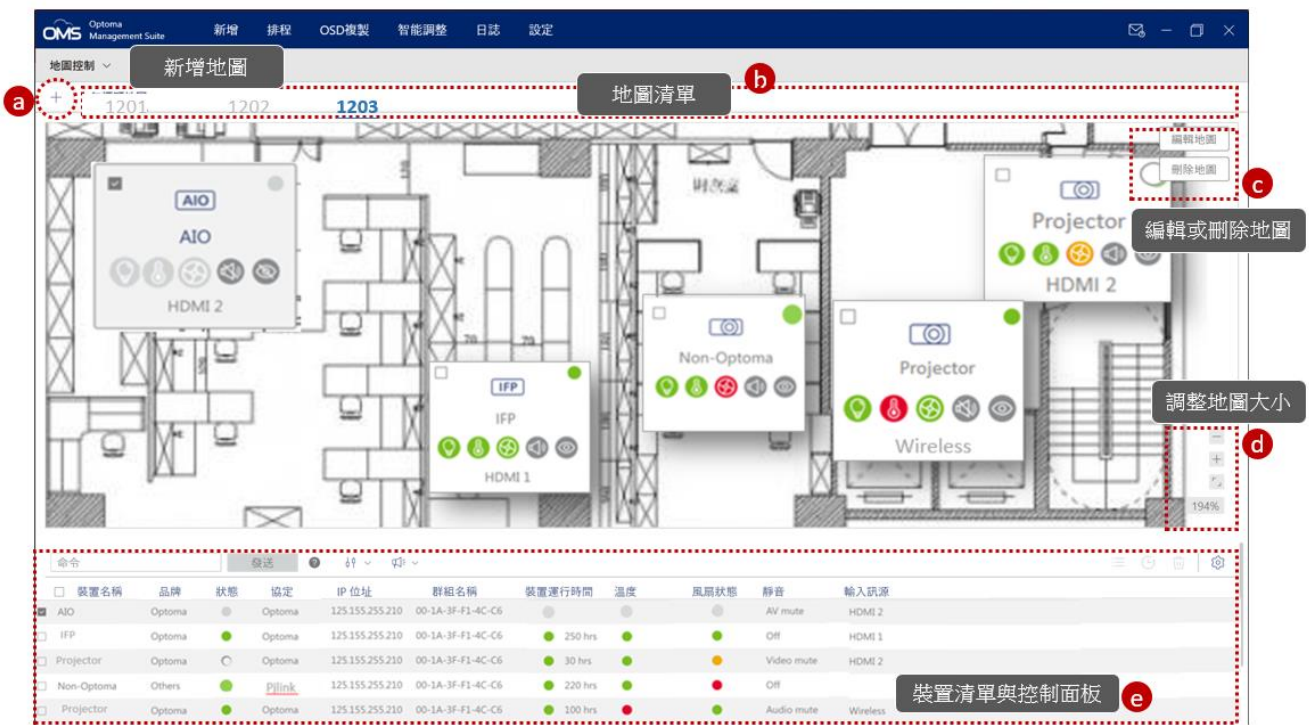 OMS Optoma Management Suite 新增 排程 OSD複製 智能調整 日誌 設定
地圖控制
新增地圖
a
地圖清單
b
1201 1202 1203
編輯地圖
刪除地圖
c
編輯或刪除地圖
財務室
AIO
AIO
HDMI 2
Projector
HDMI 2
Non-Optoma
Projector
Wireless
IFP
IFP
HDMI 1
70 70
調整地圖大小
d
194%
命令 發送
裝置名稱 品牌 狀態 協定 IP 位址 群組名稱 裝置運行時間 溫度 風扇狀態 靜音 輸入訊源
AIO Optoma Optoma 125.155.255.210 00-1A-3F-F1-4C-C6 AV mute HDMI 2
IFP Optoma Optoma 125.155.255.210 00-1A-3F-F1-4C-C6 250 hrs Off HDMI 1
Projector Optoma Optoma 125.155.255.210 00-1A-3F-F1-4C-C6 30 hrs Video mute HDMI 2
Non-Optoma Others Pjlink 125.155.255.210 00-1A-3F-F1-4C-C6 220 hrs Off
Projector Optoma Optoma 125.155.255.210 00-1A-3F-F1-4C-C6 100 hrs Audio mute Wireless
裝置清單與控制面板
e